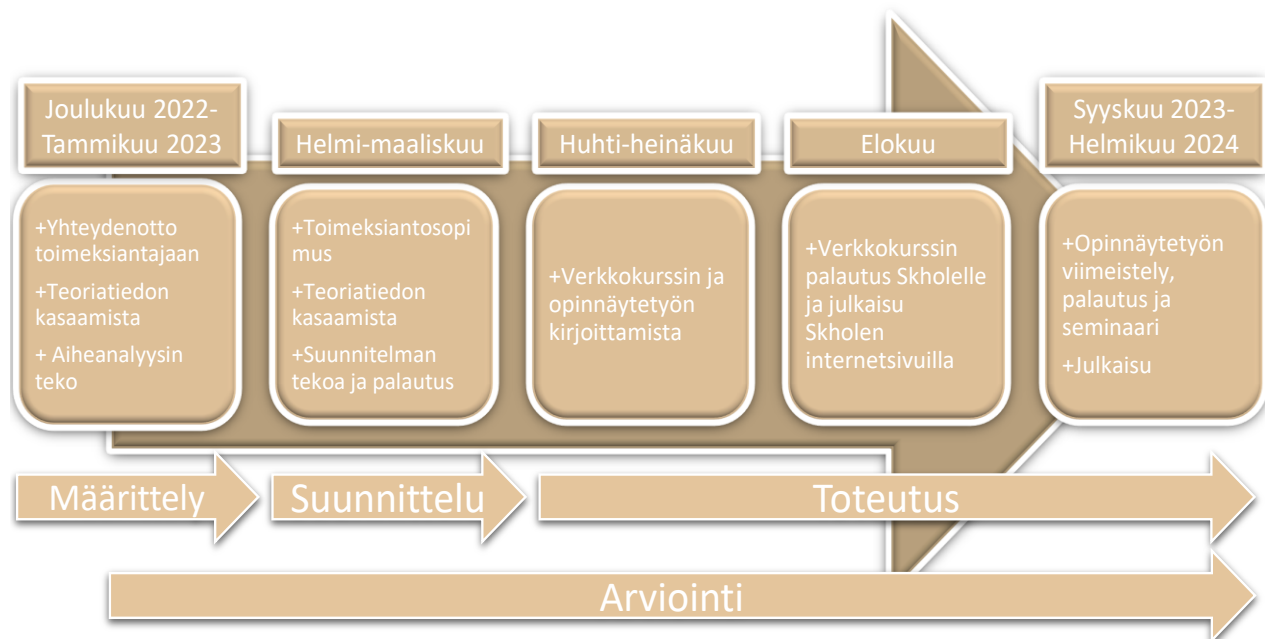 Joulukuu 2022-
Tammikuu 2023
+Yhteydenotto
toimeksiantajaan
+Teoriatiedon
kasaamista
+ Aiheanalyysin
teko
Helmi-maaliskuu
+Toimeksiantosopi
mus
+Teoriatiedon
kasaamista
+Suunnitelman
tekoa ja palautus
Huhti-heinäkuu
+Verkkokurssin ja
opinnäytetyön
kirjoittamista
Elokuu
+Verkkokurssin
palautus Skholelle
ja julkaisu
Skholen
internetsivuilla
Syyskuu 2023-
Helmikuu 2024
+Opinnäytetyön
viimeistely,
palautus ja
seminaari
+Julkaisu
Määrittely
Suunnittelu
Toteutus
Arviointi